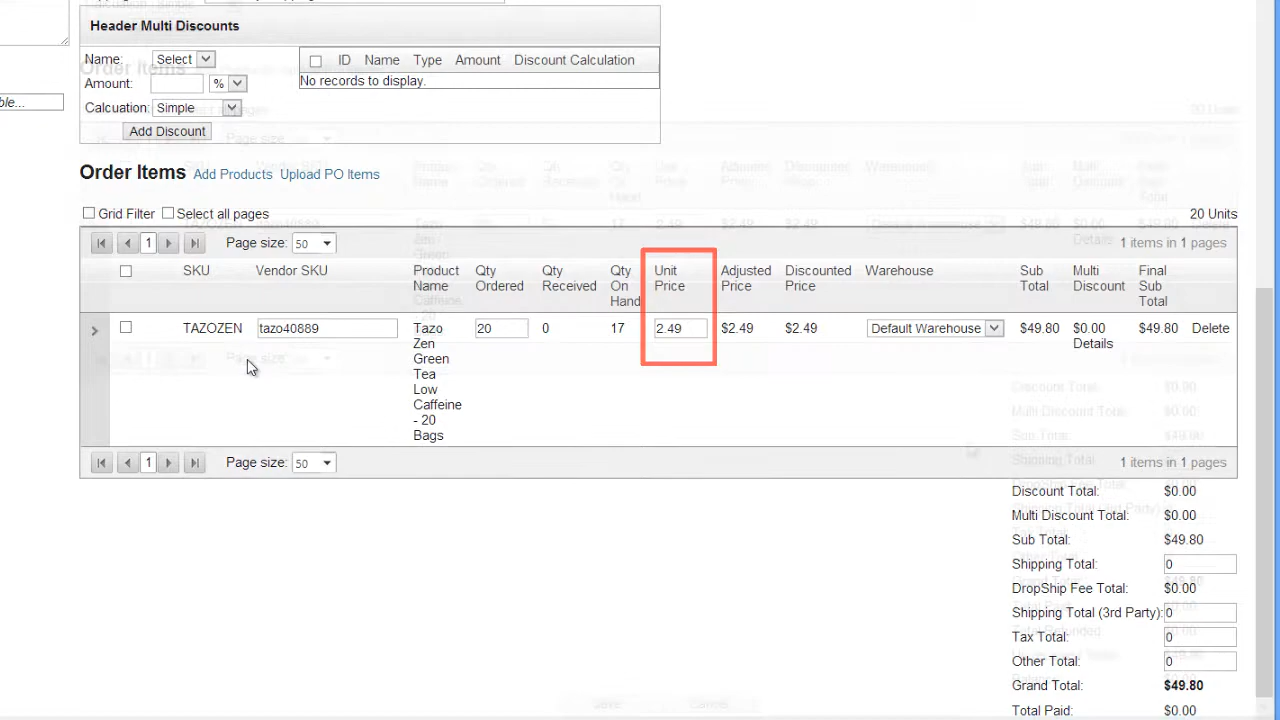 Header Multi Discounts
Name: Select
ID Name Type Amount Discount Calculation
No records to display.
Amount: %
ble...
Calcuation: Simple
Add Discount
Order Items Add Products Upload PO Items
Grid Filter Select all pages
20 Units
1 Page size: 50
1 items in 1 pages
SKU Vendor SKU Product Name Qty Ordered Qty Received Qty On Hand Unit Price Adjusted Price Discounted Price Warehouse Sub Total Multi Discount Final Sub Total
TAZOZEN tazo40889 Tazo 20 0 17 2.49 $2.49 $2.49 Default Warehouse $49.80 $0.00 $49.80 Delete
Zen Details
Green
Tea
Low
Caffeine
- 20
Bags
1 Page size: 50
1 items in 1 pages
Discount Total: $0.00
Multi Discount Total: $0.00
Sub Total: $49.80
Shipping Total: 0
DropShip Fee Total: $0.00
Shipping Total (3rd Party): 0
Tax Total: 0
Other Total: 0
Grand Total: $49.80
Total Paid: $0.00